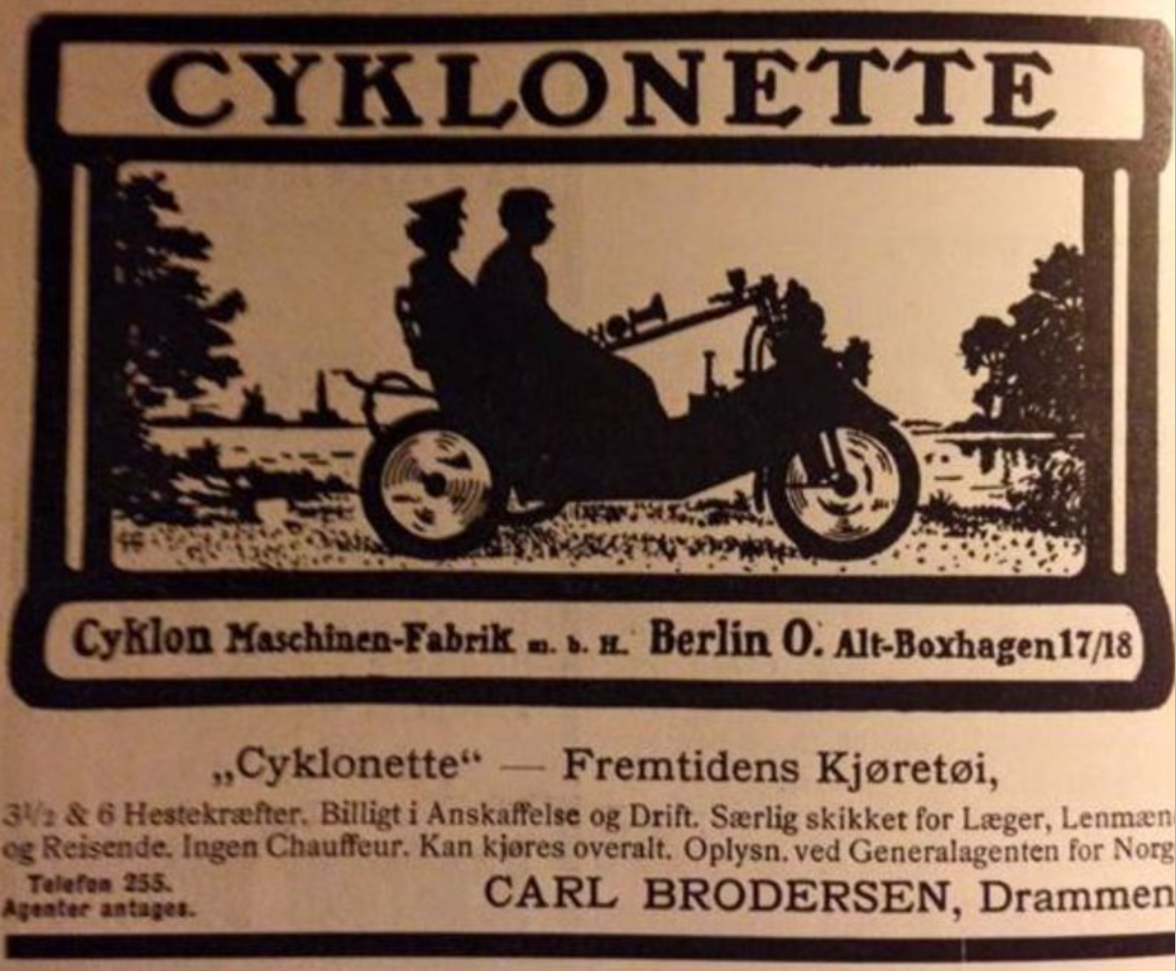 CYKLONETTE
Cyklon Maschinen-Fabrik m. b. H. Berlin O. Alt-Boxhagen 17/18
„Cyklonette“ — Fremtidens Kjøretøi,
3½ & 6 Hestekræfter. Billigt i Anskaffelse og Drift. Særlig skikket for Læger, Lenmæn
og Reisende. Ingen Chauffeur. Kan kjøres overalt. Oplysn. ved Generalagenten for Norg
Telefon 255.
Agenter antages.
CARL BRODERSEN, Drammen